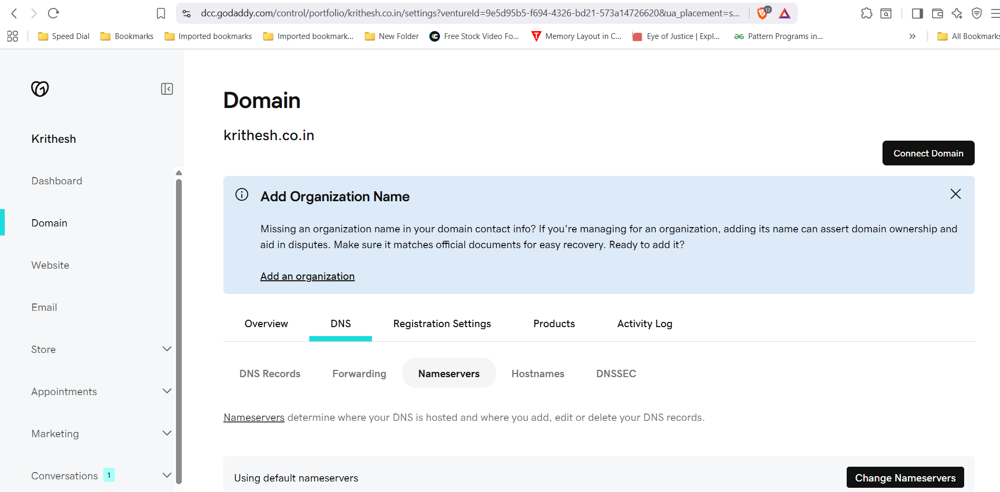 dcc.godaddy.com/control/portfolio/krithesh.co.in/settings?ventureId=9e5d95b5-f694-4326-bd21-573a14726620&ua_placement=s...
12
Speed Dial Bookmarks Imported bookmarks Imported bookmark... New Folder Free Stock Video Fo... Memory Layout in C... Eye of Justice | Expl... Pattern Programs in... » All Bookmarks
Domain
krithesh.co.in
Krithesh
Connect Domain
Dashboard
Domain
Website
Email
Store
Appointments
Marketing
Conversations 1
Add Organization Name
Missing an organization name in your domain contact info? If you're managing for an organization, adding its name can assert domain ownership and
aid in disputes. Make sure it matches official documents for easy recovery. Ready to add it?
Add an organization
Overview DNS Registration Settings Products Activity Log
DNS Records Forwarding Nameservers Hostnames DNSSEC
Nameservers determine where your DNS is hosted and where you add, edit or delete your DNS records.
Using default nameservers
Change Nameservers